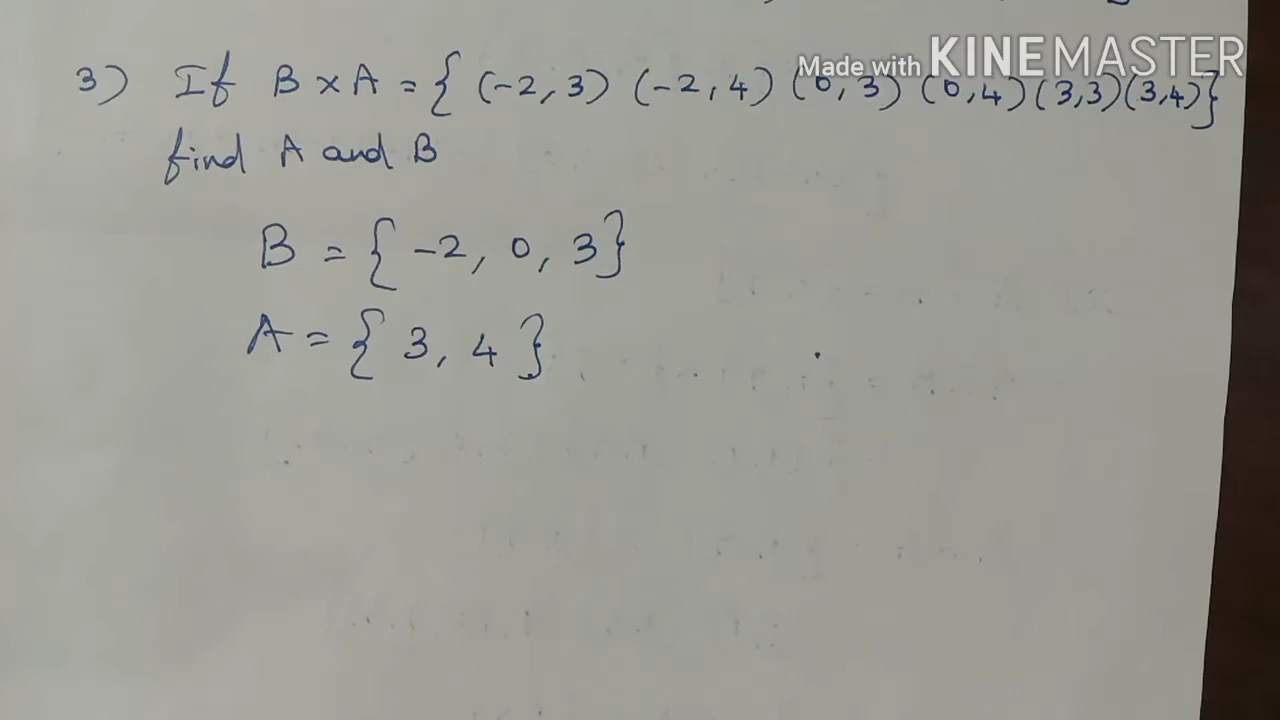 Made with KINEMASTER
3) If B × A = { (-2, 3) (-2, 4) (0, 3) (0, 4) (3,3) (3,4)}
find A and B
B = { -2, 0, 3}
A = { 3, 4 }